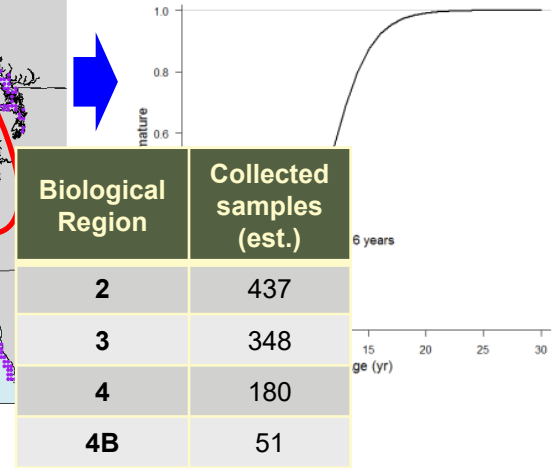 1.0
0.8
0.6
mature
6 years
15 20 25 30
ge (yr)
Biological Region
Collected samples (est.)
2 437
3 348
4 180
4B 51